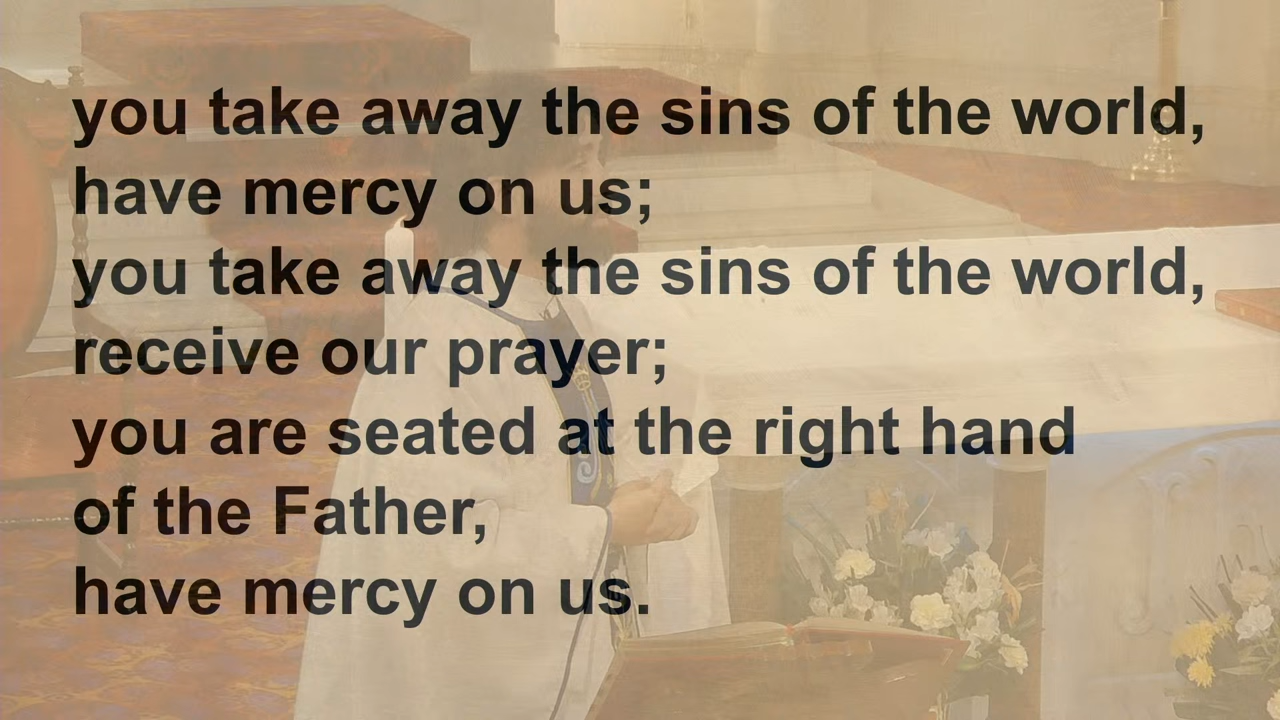 you take away the sins of the world,
have mercy on us;
you take away the sins of the world,
receive our prayer;
you are seated at the right hand
of the Father,
have mercy on us.